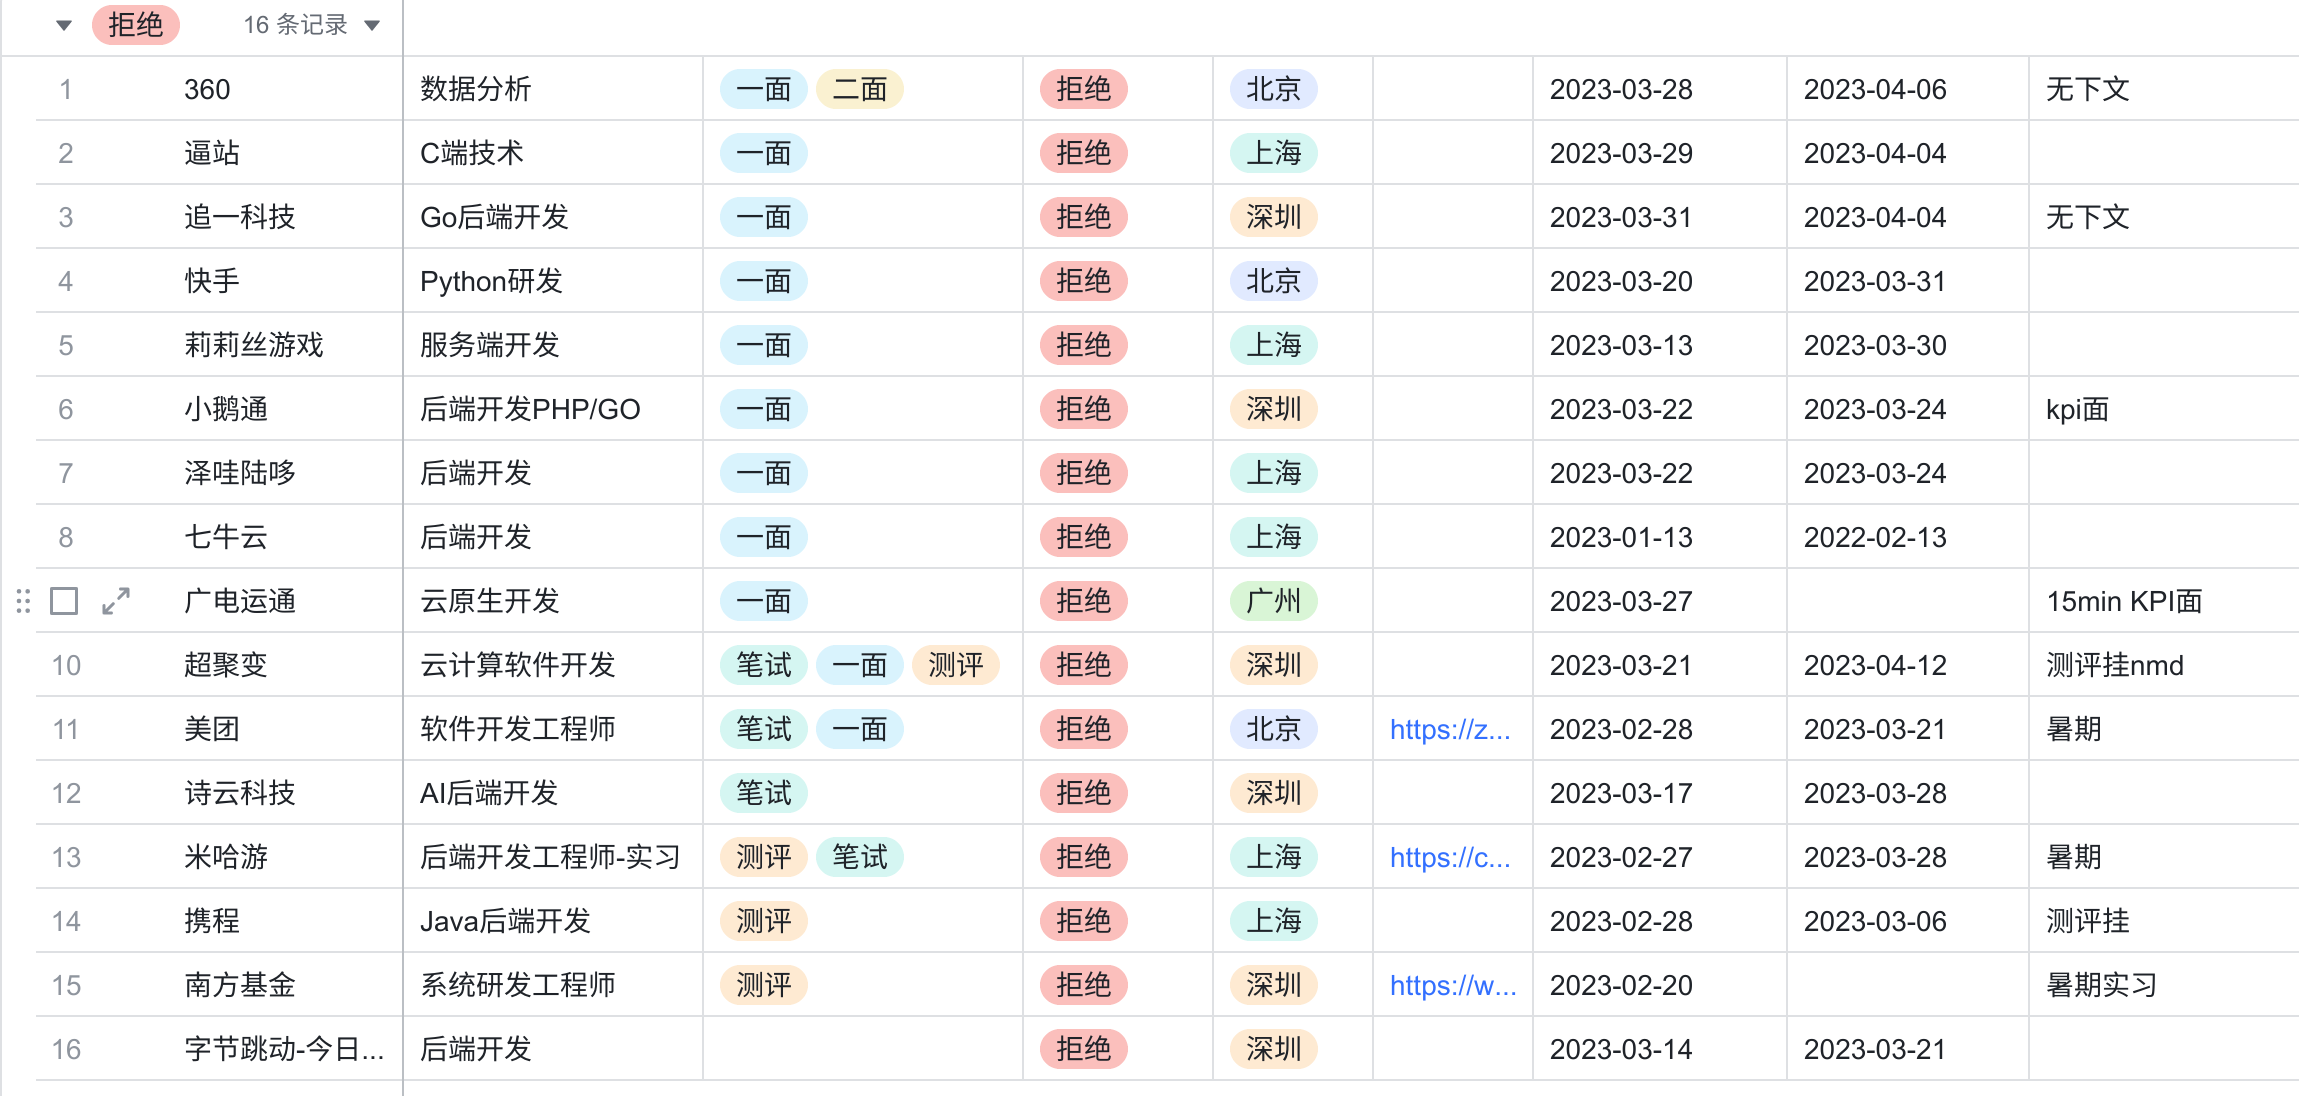 拒绝 16 条记录
1 360 数据分析 一面 二面 拒绝 北京 2023-03-28 2023-04-06 无下文
2 逼站 C端技术 一面 拒绝 上海 2023-03-29 2023-04-04
3 追一科技 Go后端开发 一面 拒绝 深圳 2023-03-31 2023-04-04 无下文
4 快手 Python研发 一面 拒绝 北京 2023-03-20 2023-03-31
5 莉莉丝游戏 服务端开发 一面 拒绝 上海 2023-03-13 2023-03-30
6 小鹅通 后端开发PHP/GO 一面 拒绝 深圳 2023-03-22 2023-03-24 kpi面
7 泽哇陆哆 后端开发 一面 拒绝 上海 2023-03-22 2023-03-24
8 七牛云 后端开发 一面 拒绝 上海 2023-01-13 2022-02-13
广电运通 云原生开发 一面 拒绝 广州 2023-03-27 15min KPI面
10 超聚变 云计算软件开发 笔试 一面 测评 拒绝 深圳 2023-03-21 2023-04-12 测评挂nmd
11 美团 软件开发工程师 笔试 一面 拒绝 北京 https://z... 2023-02-28 2023-03-21 暑期
12 诗云科技 AI后端开发 笔试 拒绝 深圳 2023-03-17 2023-03-28
13 米哈游 后端开发工程师-实习 测评 笔试 拒绝 上海 https://c... 2023-02-27 2023-03-28 暑期
14 携程 Java后端开发 测评 拒绝 上海 2023-02-28 2023-03-06 测评挂
15 南方基金 系统研发工程师 测评 拒绝 深圳 https://w... 2023-02-20 暑期实习
16 字节跳动-今日... 后端开发 拒绝 深圳 2023-03-14 2023-03-21